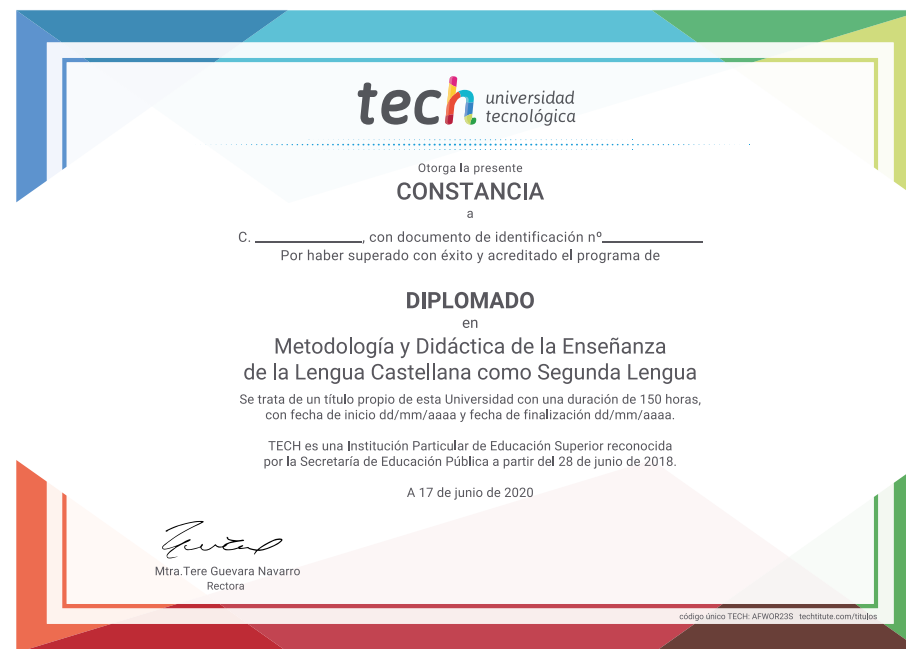 tech universidad
tecnológica
Otorga la presente
CONSTANCIA
a
C. ____________, con documento de identificación nº____________
Por haber superado con éxito y acreditado el programa de
DIPLOMADO
en
Metodología y Didáctica de la Enseñanza
de la Lengua Castellana como Segunda Lengua
Se trata de un título propio de esta Universidad con una duración de 150 horas,
con fecha de inicio dd/mm/aaaa y fecha de finalización dd/mm/aaaa.
TECH es una Institución Particular de Educación Superior reconocida
por la Secretaría de Educación Pública a partir del 28 de junio de 2018.
A 17 de junio de 2020
Mtra.Tere Guevara Navarro
Rectora
código único TECH: AFWOR23S techtitute.com/titulos